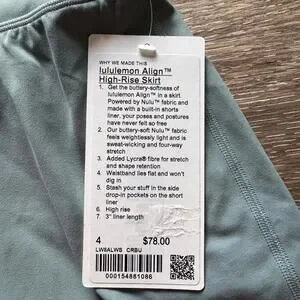 WHY WE MADE THIS
lululemon Align™
High-Rise Skirt
1. Get the buttery-softness of
lululemon Align™ in a skirt.
Powered by Nulu™ fabric and
made with a built-in shorts
liner, your poses and postures
have never felt so free
2. Our buttery-soft Nulu™ fabric
feels weightlessly light and is
sweat-wicking and four-way
stretch
3. Added Lycra® fibre for stretch
and shape retention
4. Waistband lies flat and won't
dig in
5. Stash your stuff in the side
drop-in pockets on the short
liner
6. High rise
7. 3" liner length
4 $78.00
LW8ALWS CRBU
000154881086